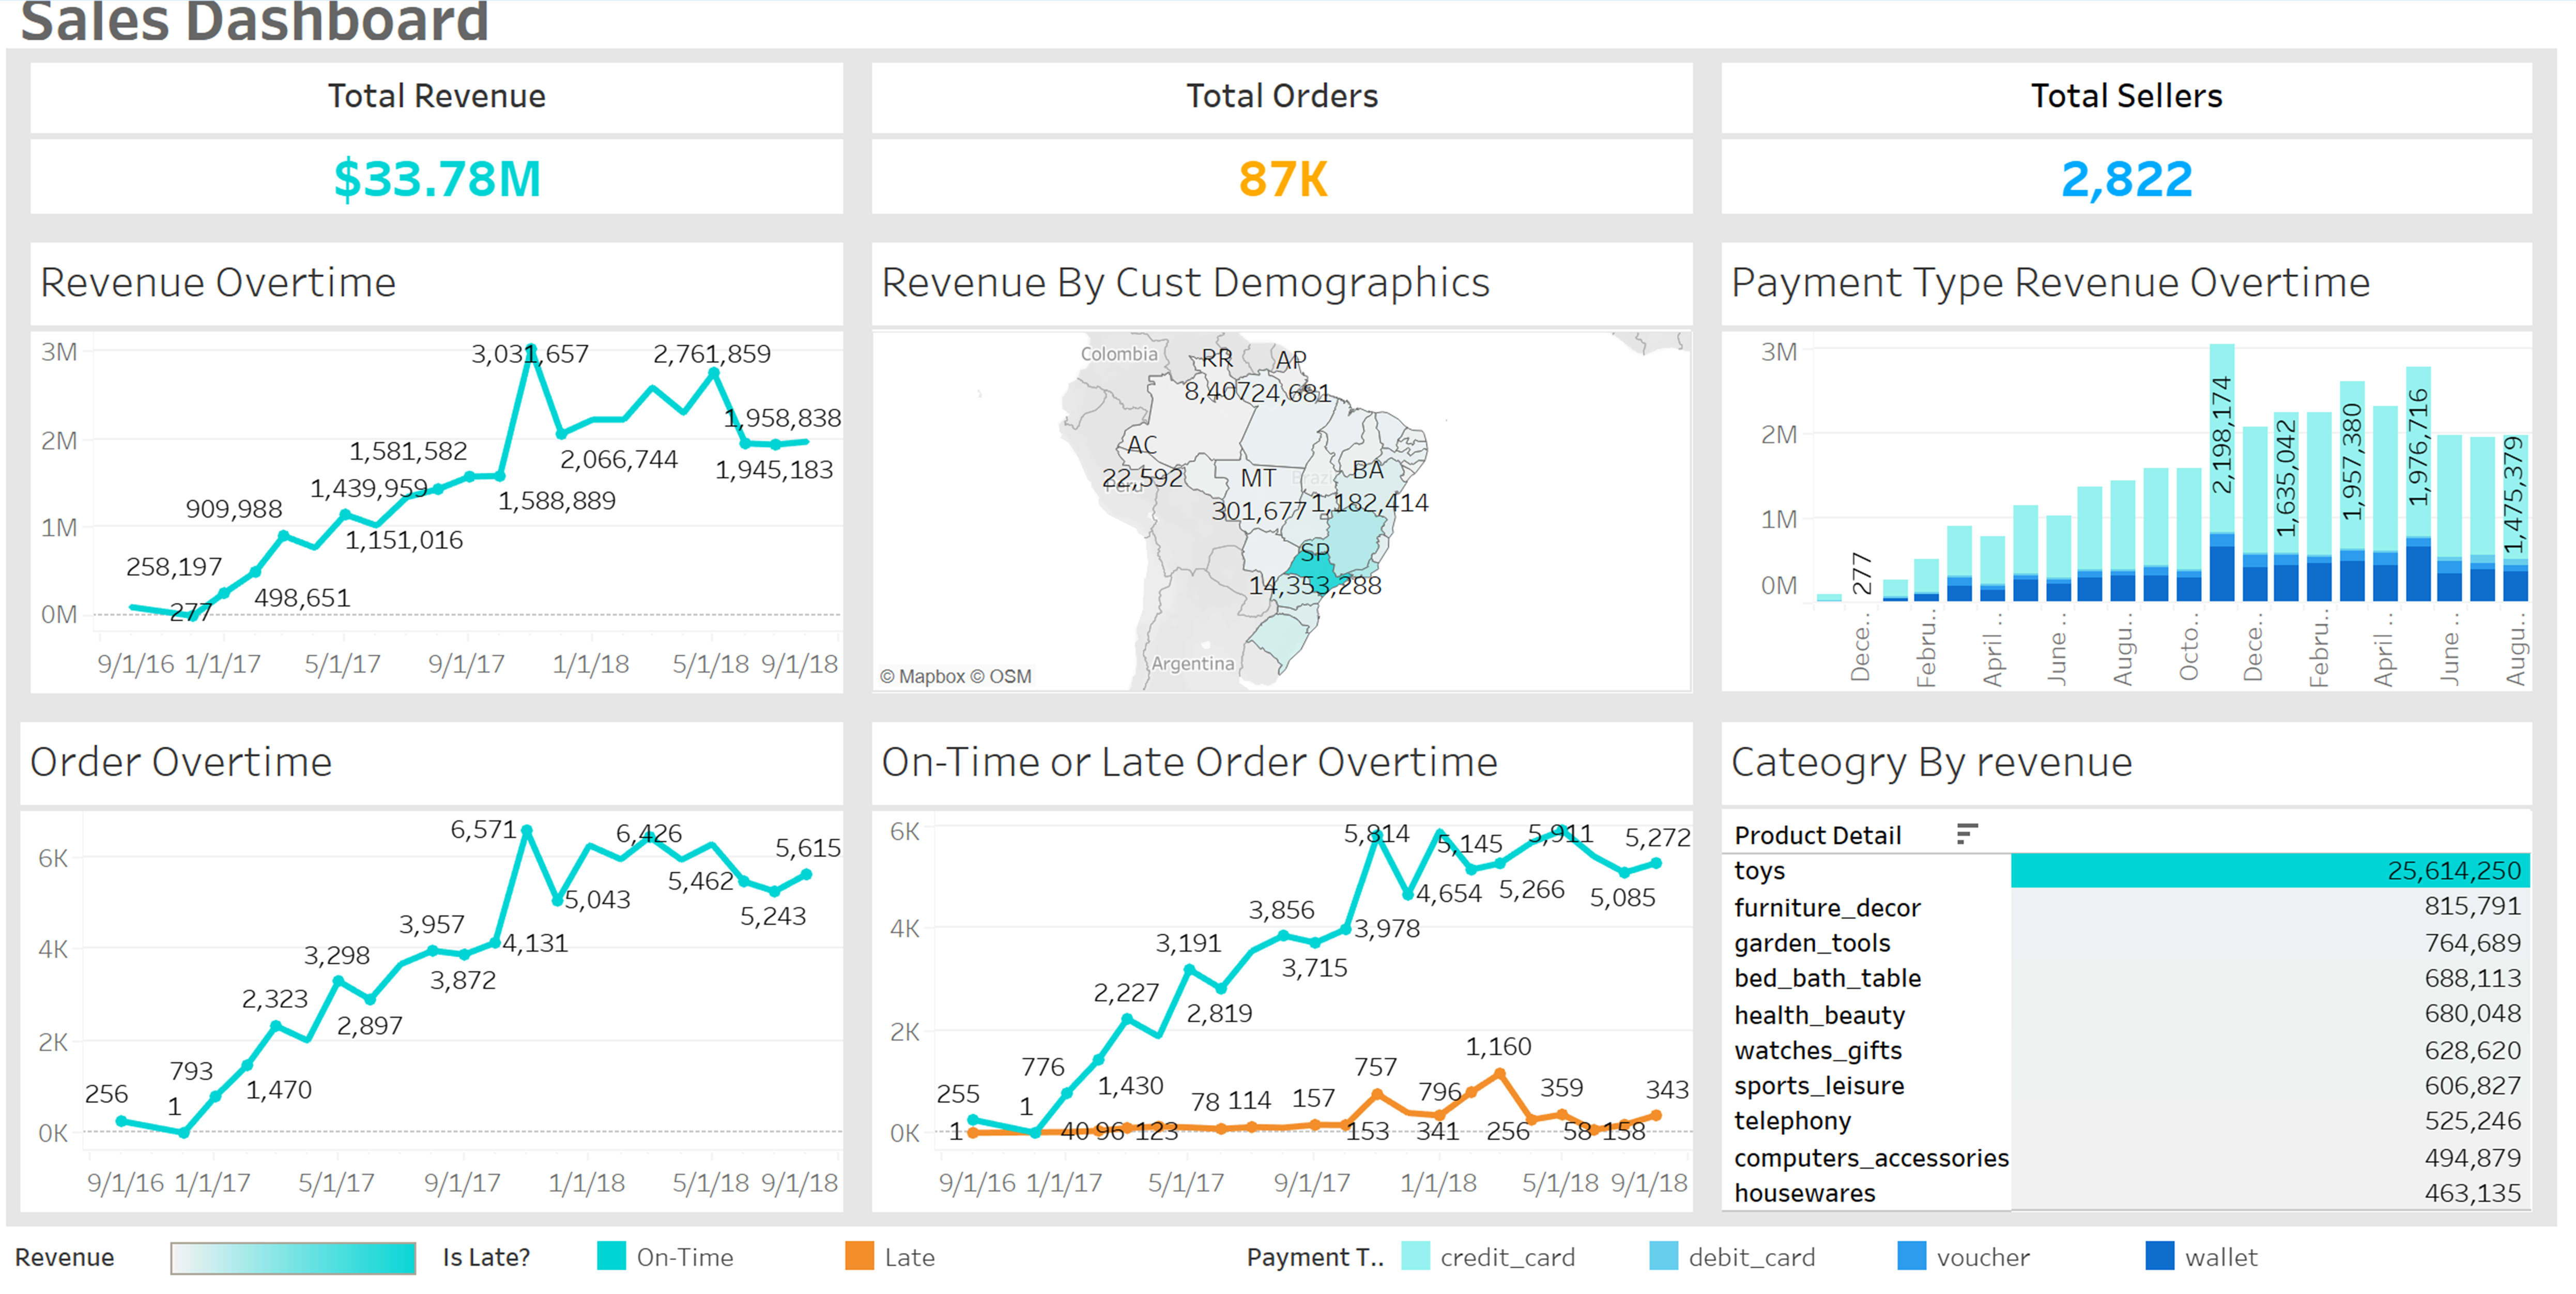 Sales Dashboard
Total Revenue
$33.78M
Total Orders
87K
Total Sellers
2,822
Revenue Overtime
3M
2M
1M
0M
258,197
277
498,651
909,988
1,151,016
1,439,959
1,581,582
1,588,889
3,031,657
2,066,744
2,761,859
1,958,838
1,945,183
9/1/16 1/1/17 5/1/17 9/1/17 1/1/18 5/1/18 9/1/18
Revenue By Cust Demographics
Colombia
RR
8,407
AP
24,681
AC
22,592
Peru
MT
301,677
Brazil
BA
1,182,414
SP
14,353,288
Argentina
© Mapbox © OSM
Payment Type Revenue Overtime
3M
2M
1M
0M
277
2,198,174
1,635,042
1,957,380
1,976,716
1,475,379
Dece.. Febru.. April .. June .. Augu.. Octo.. Dece.. Febru.. April .. June .. Augu..
Order Overtime
6K
4K
2K
0K
256
1
793
1,470
2,323
3,298
2,897
3,957
3,872
4,131
6,571
5,043
6,426
5,462
5,243
5,615
9/1/16 1/1/17 5/1/17 9/1/17 1/1/18 5/1/18 9/1/18
On-Time or Late Order Overtime
6K
4K
2K
0K
255
1
776
1,430
2,227
3,191
2,819
3,856
3,715
3,978
5,814
4,654
5,145
5,266
5,911
5,085
5,272
1
40
96
123
78
114
157
153
757
341
796
1,160
256
359
58
158
343
9/1/16 1/1/17 5/1/17 9/1/17 1/1/18 5/1/18 9/1/18
Cateogry By revenue
Product Detail
toys 25,614,250
furniture_decor 815,791
garden_tools 764,689
bed_bath_table 688,113
health_beauty 680,048
watches_gifts 628,620
sports_leisure 606,827
telephony 525,246
computers_accessories 494,879
housewares 463,135
Revenue
Is Late? On-Time Late
Payment T.. credit_card debit_card voucher wallet